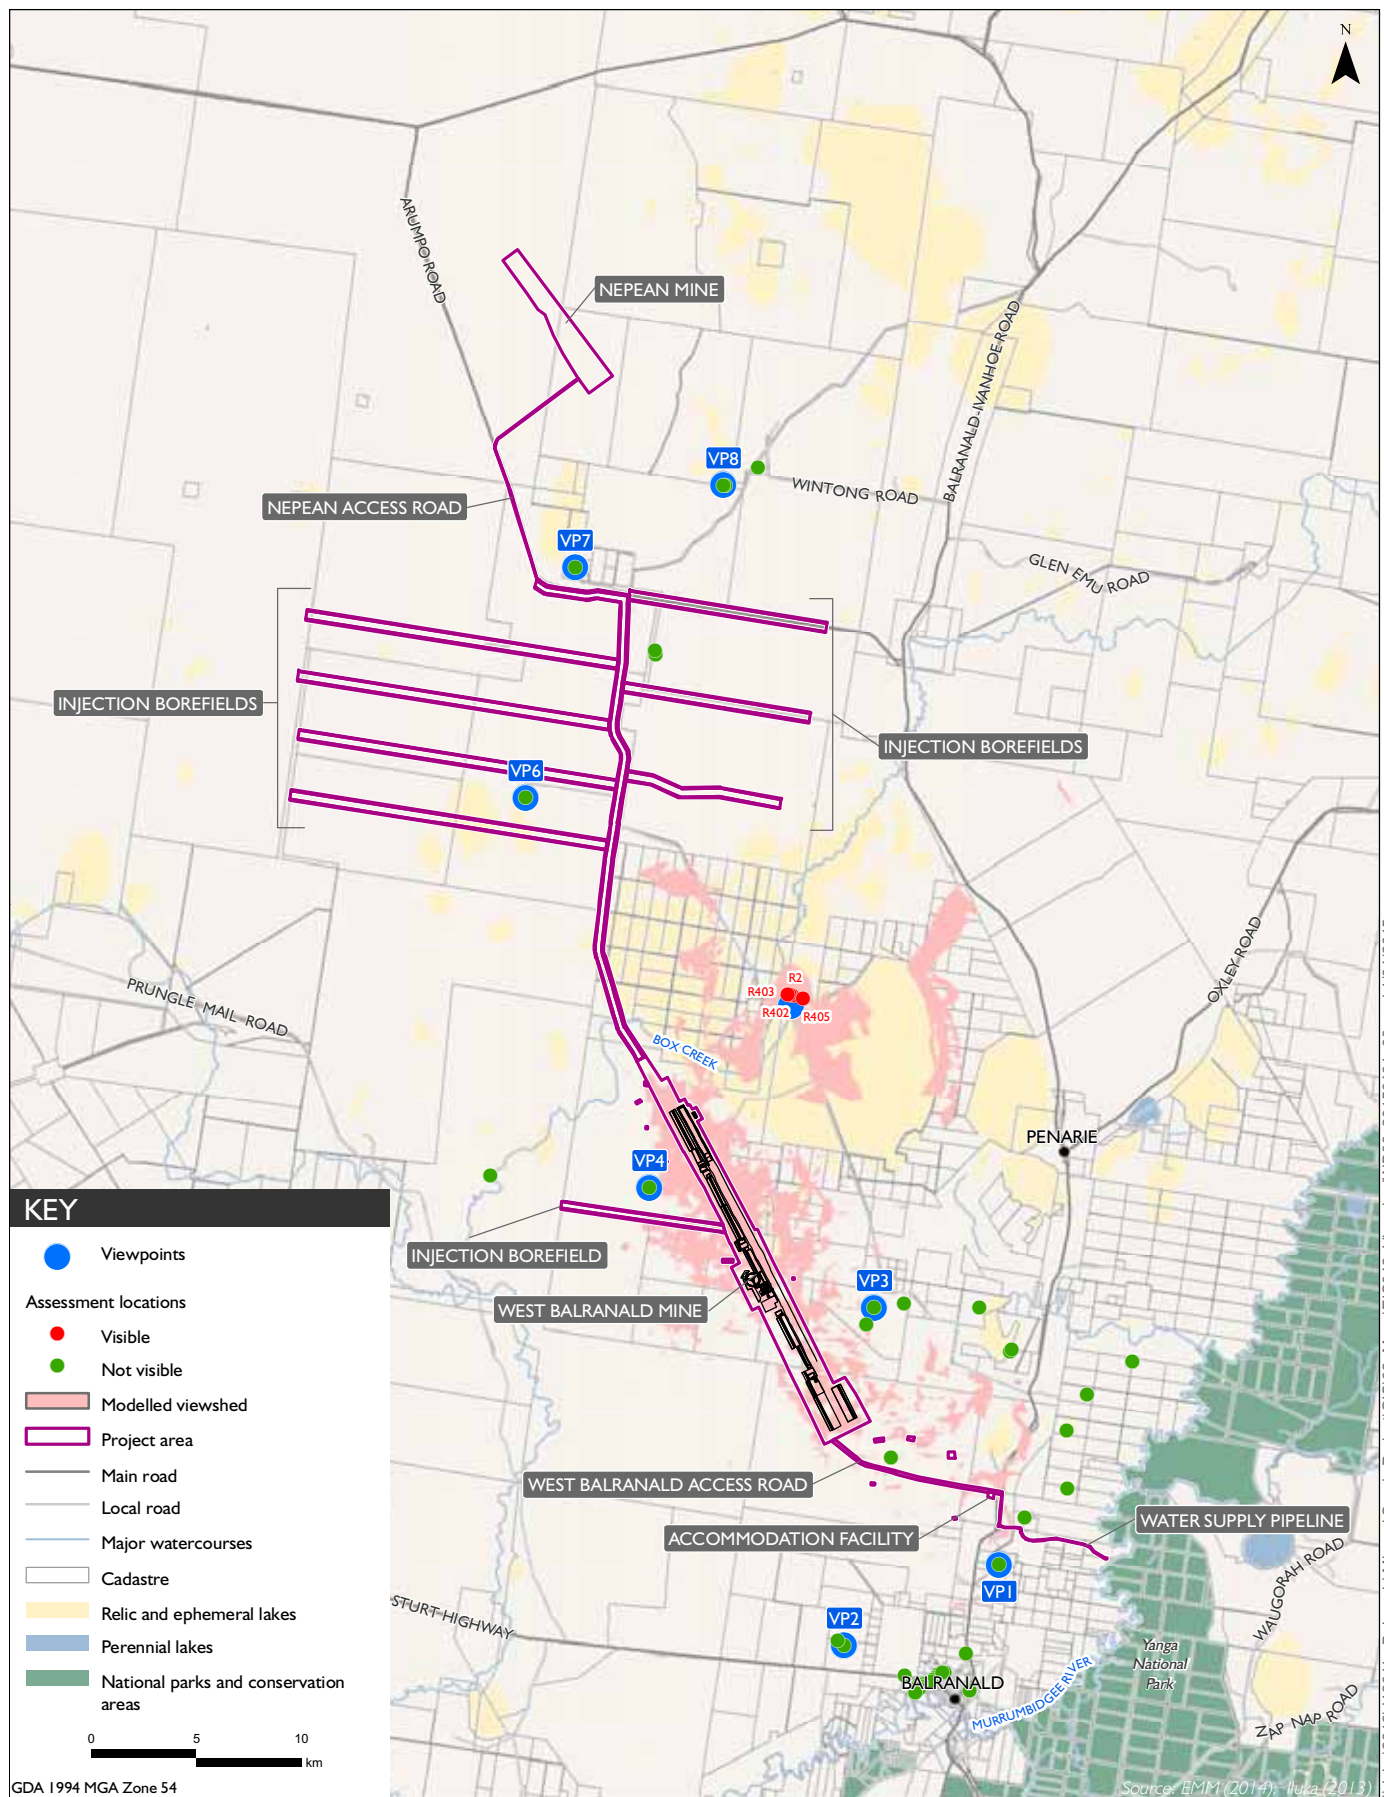 N
ARUMPO ROAD
NEPEAN MINE
BALRANALD-IVANHOE ROAD
VP8
WINTONG ROAD
NEPEAN ACCESS ROAD
VP7
GLEN EMU ROAD
INJECTION BOREFIELDS
INJECTION BOREFIELDS
VP6
OXLEY ROAD
PRUNGLE MAIL ROAD
R2
R403
R402
R405
BOX CREEK
PENARIE
VP4
INJECTION BOREFIELD
VP3
WEST BALRANALD MINE
WEST BALRANALD ACCESS ROAD
WATER SUPPLY PIPELINE
ACCOMMODATION FACILITY
WAUGORAH ROAD
VP1
VP2
STURT HIGHWAY
Yanga
National
Park
BALRANALD
MURRUMBIDGEE RIVER
ZAP NAP ROAD
KEY
Viewpoints
Assessment locations
Visible
Not visible
Modelled viewshed
Project area
Main road
Local road
Major watercourses
Cadastre
Relic and ephemeral lakes
Perennial lakes
National parks and conservation
areas
0 5 10
km
GDA 1994 MGA Zone 54
Source: EMM (2014); Iluka (2013)